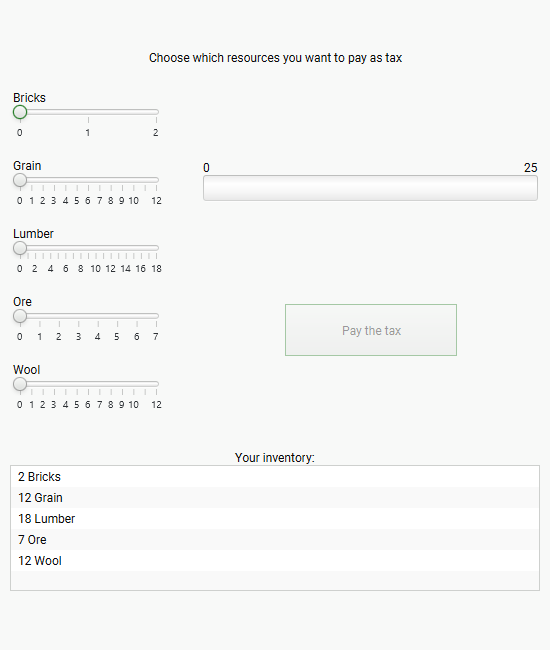 Choose which resources you want to pay as tax
Bricks
0 1 2
Grain
0 1 2 3 4 5 6 7 8 9 10 12
0 25
Lumber
0 2 4 6 8 10 12 14 16 18
Ore
0 1 2 3 4 5 6 7
Pay the tax
Wool
0 1 2 3 4 5 6 7 8 9 10 12
Your inventory:
2 Bricks
12 Grain
18 Lumber
7 Ore
12 Wool